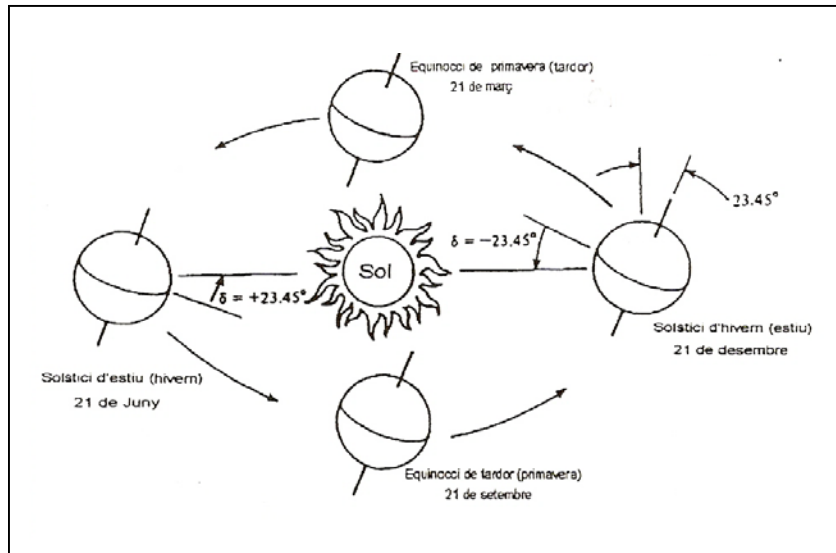 Equinocci de primavera (tardor)
21 de març
23.45°
δ = −23.45°
Sol
δ = +23.45°
Solstici d'hivern (estiu)
21 de desembre
Solstici d'estiu (hivern)
21 de Juny
Equinocci de tardor (primavera)
21 de setembre